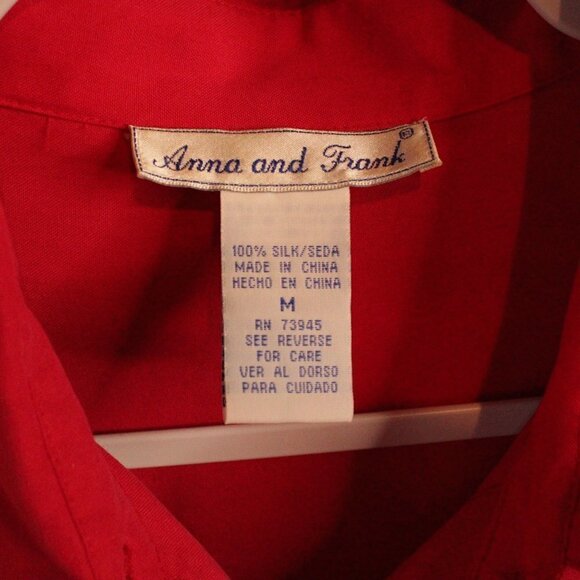 Anna and Frank®
100% SILK/SEDA
MADE IN CHINA
HECHO EN CHINA
M
RN 73945
SEE REVERSE
FOR CARE
VER AL DORSO
PARA CUIDADO